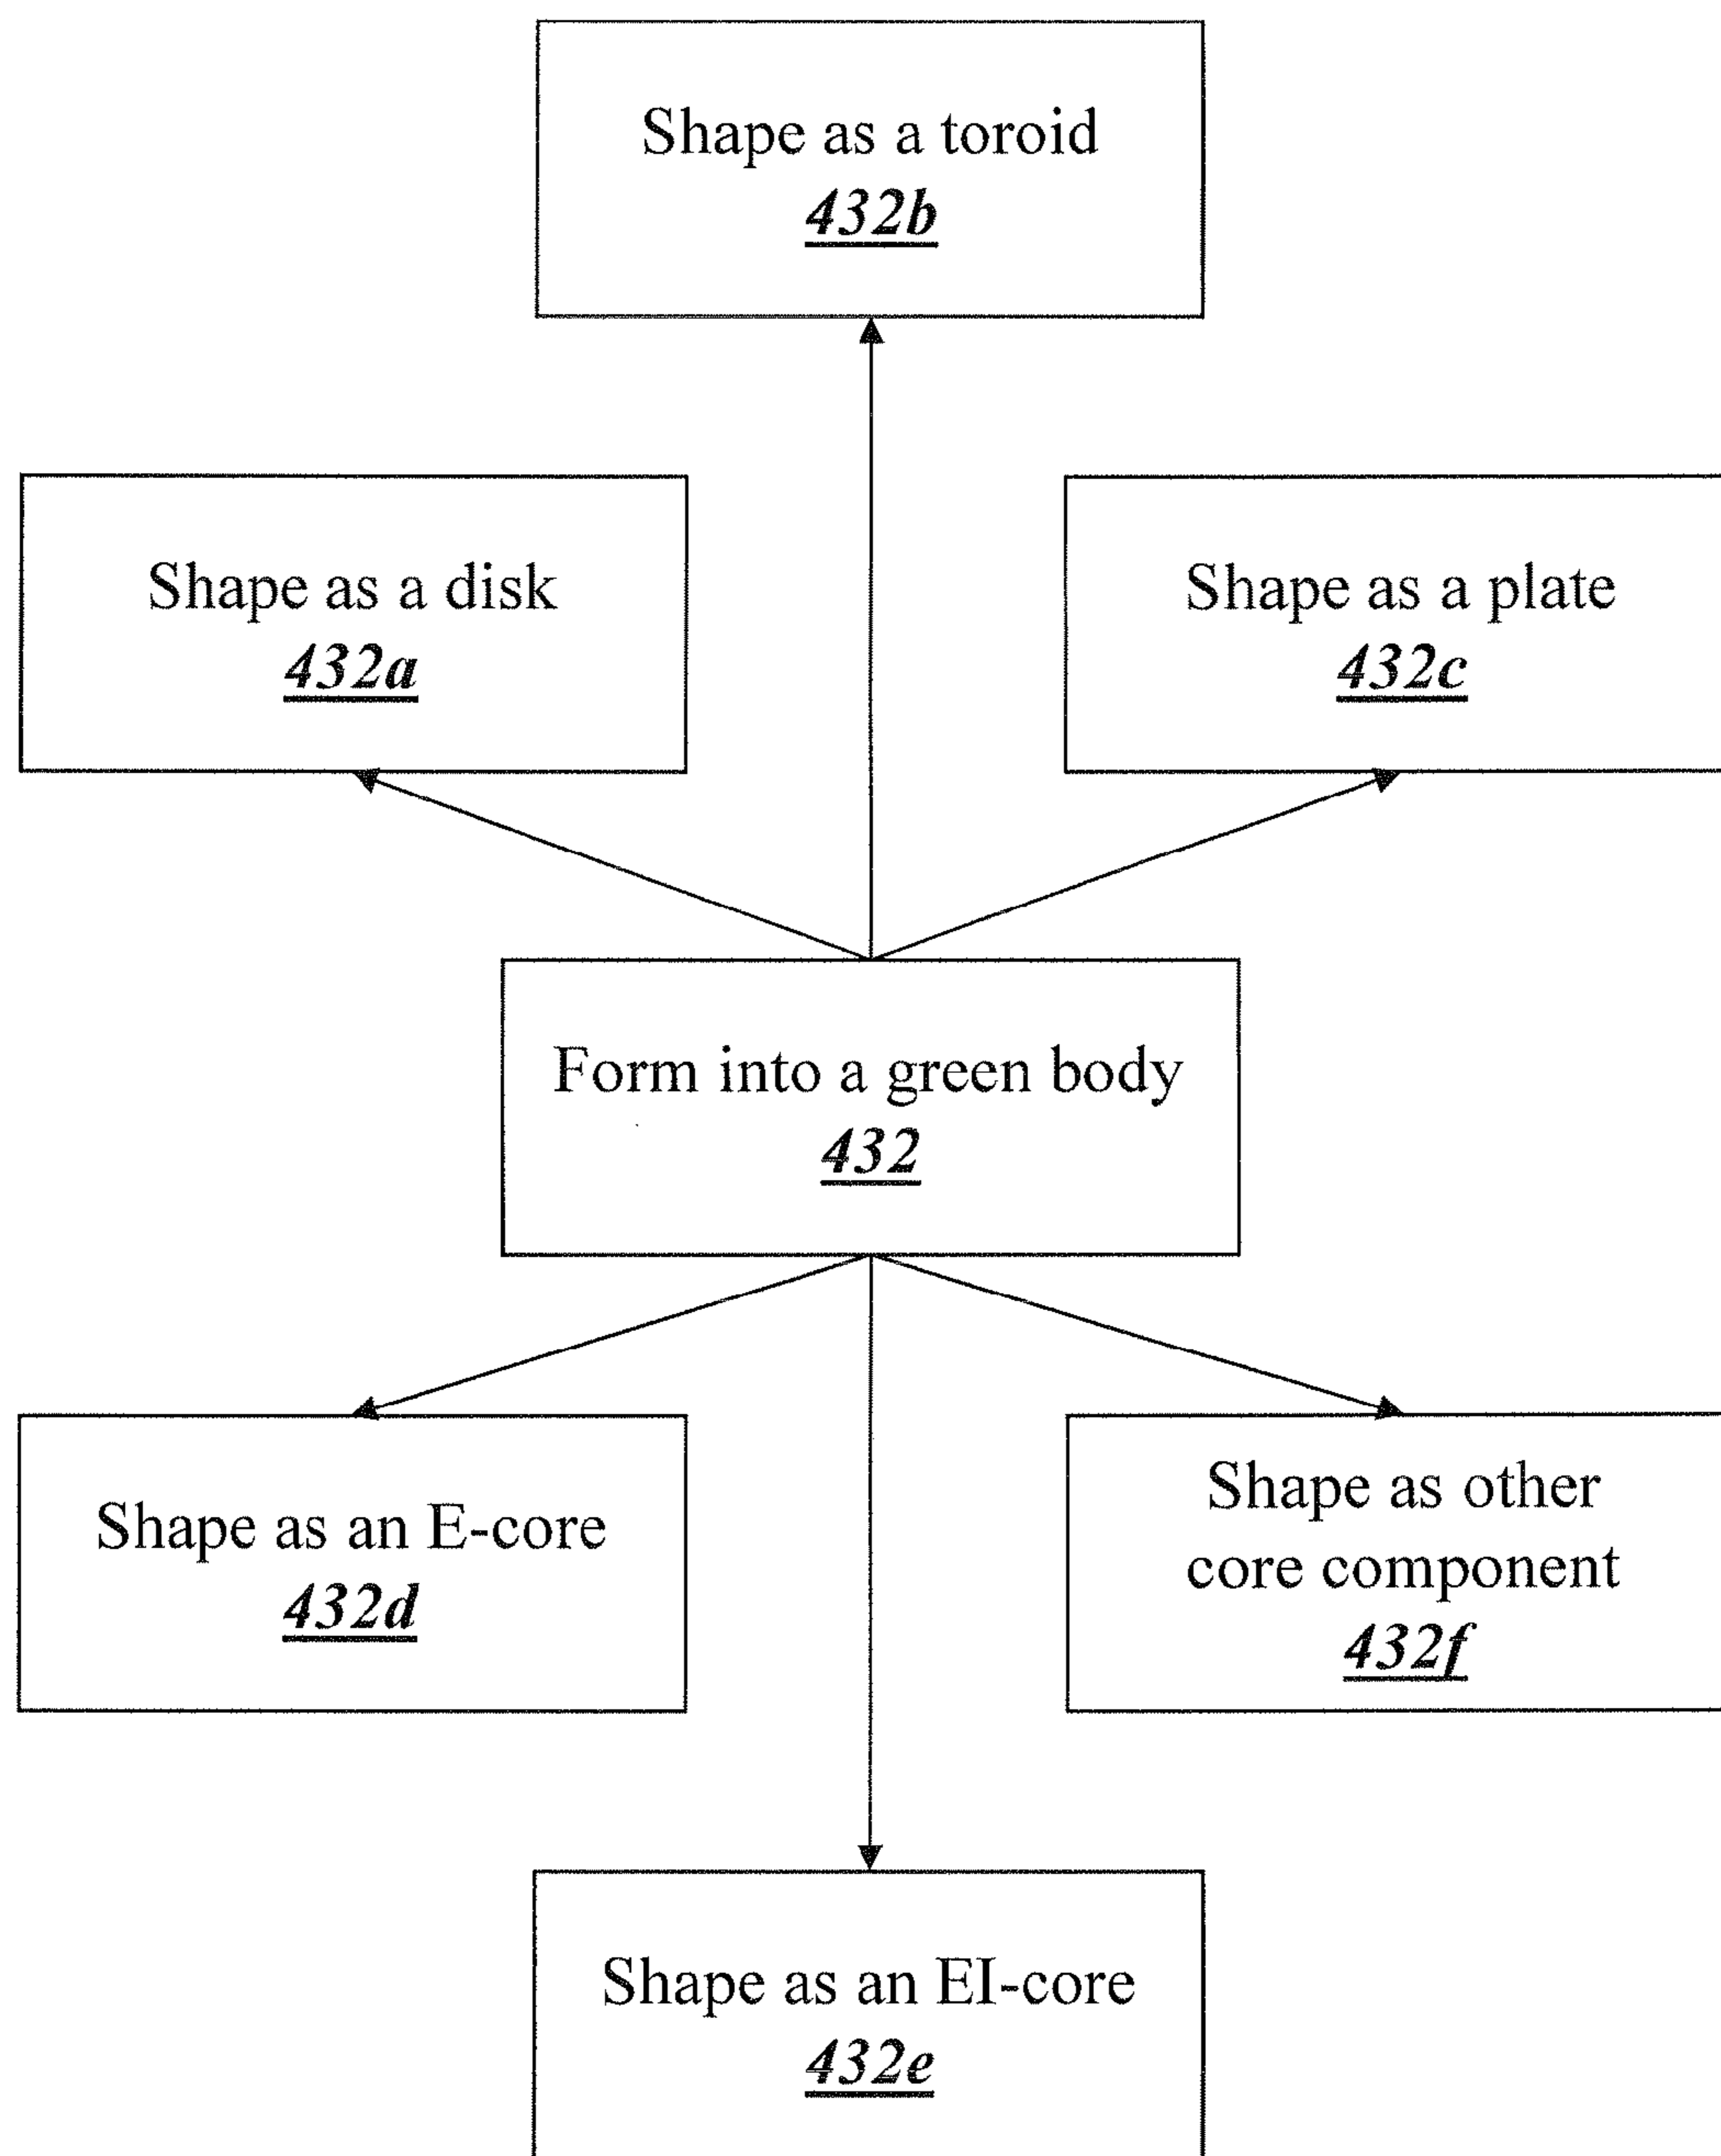 Shape as a toroid
432b
Shape as a disk
432a
Shape as a plate
432c
Form into a green body
432
Shape as an E-core
432d
Shape as other
core component
432f
Shape as an EI-core
432e